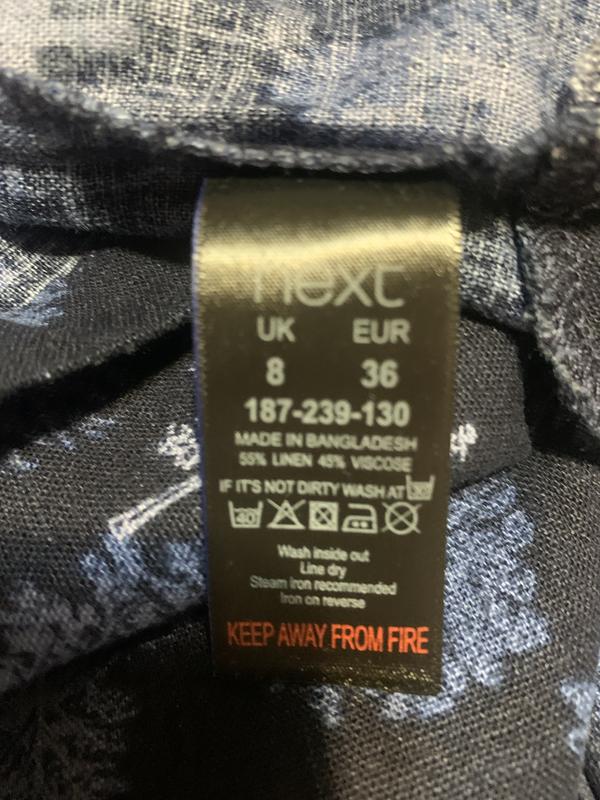 next
UK EUR
8 36
187-239-130
MADE IN BANGLADESH
55% LINEN 45% VISCOSE
IF IT'S NOT DIRTY WASH AT
40
Wash inside out
Line dry
Steam iron recommended
Iron on reverse
KEEP AWAY FROM FIRE